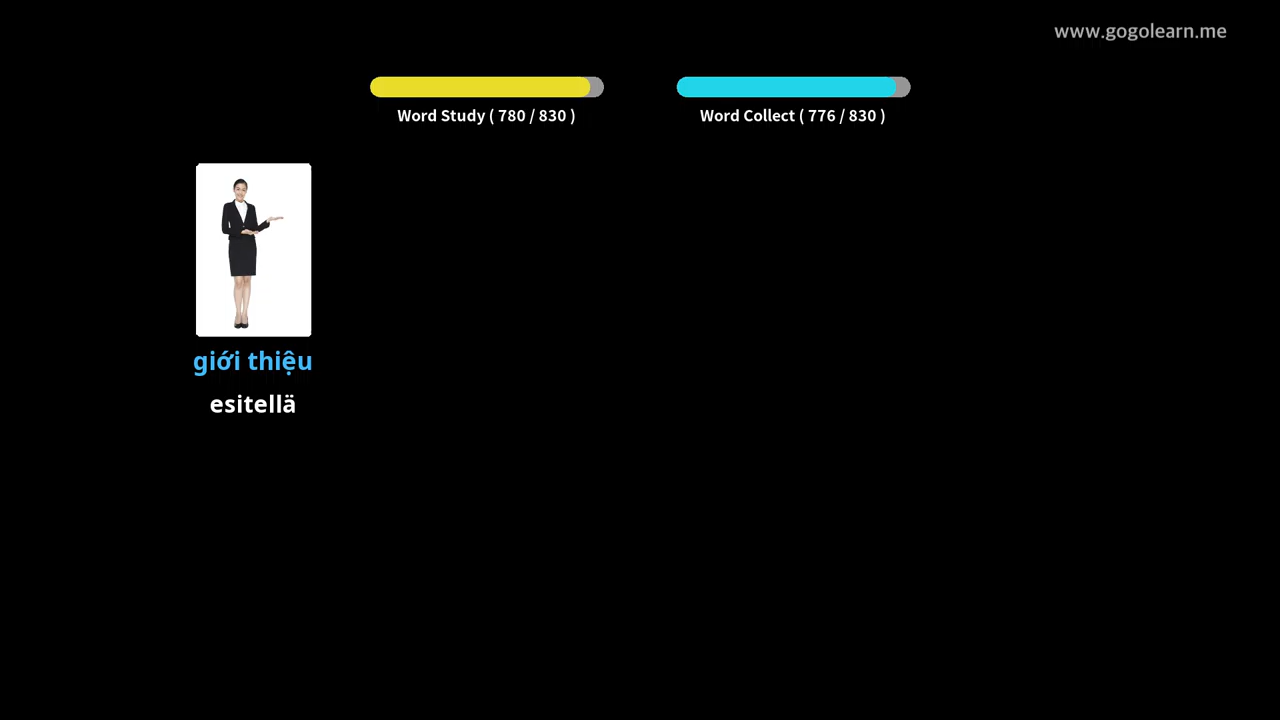 www.gogolearn.me
Word Study ( 780 / 830 )
Word Collect ( 776 / 830 )
giới thiệu
esitellä